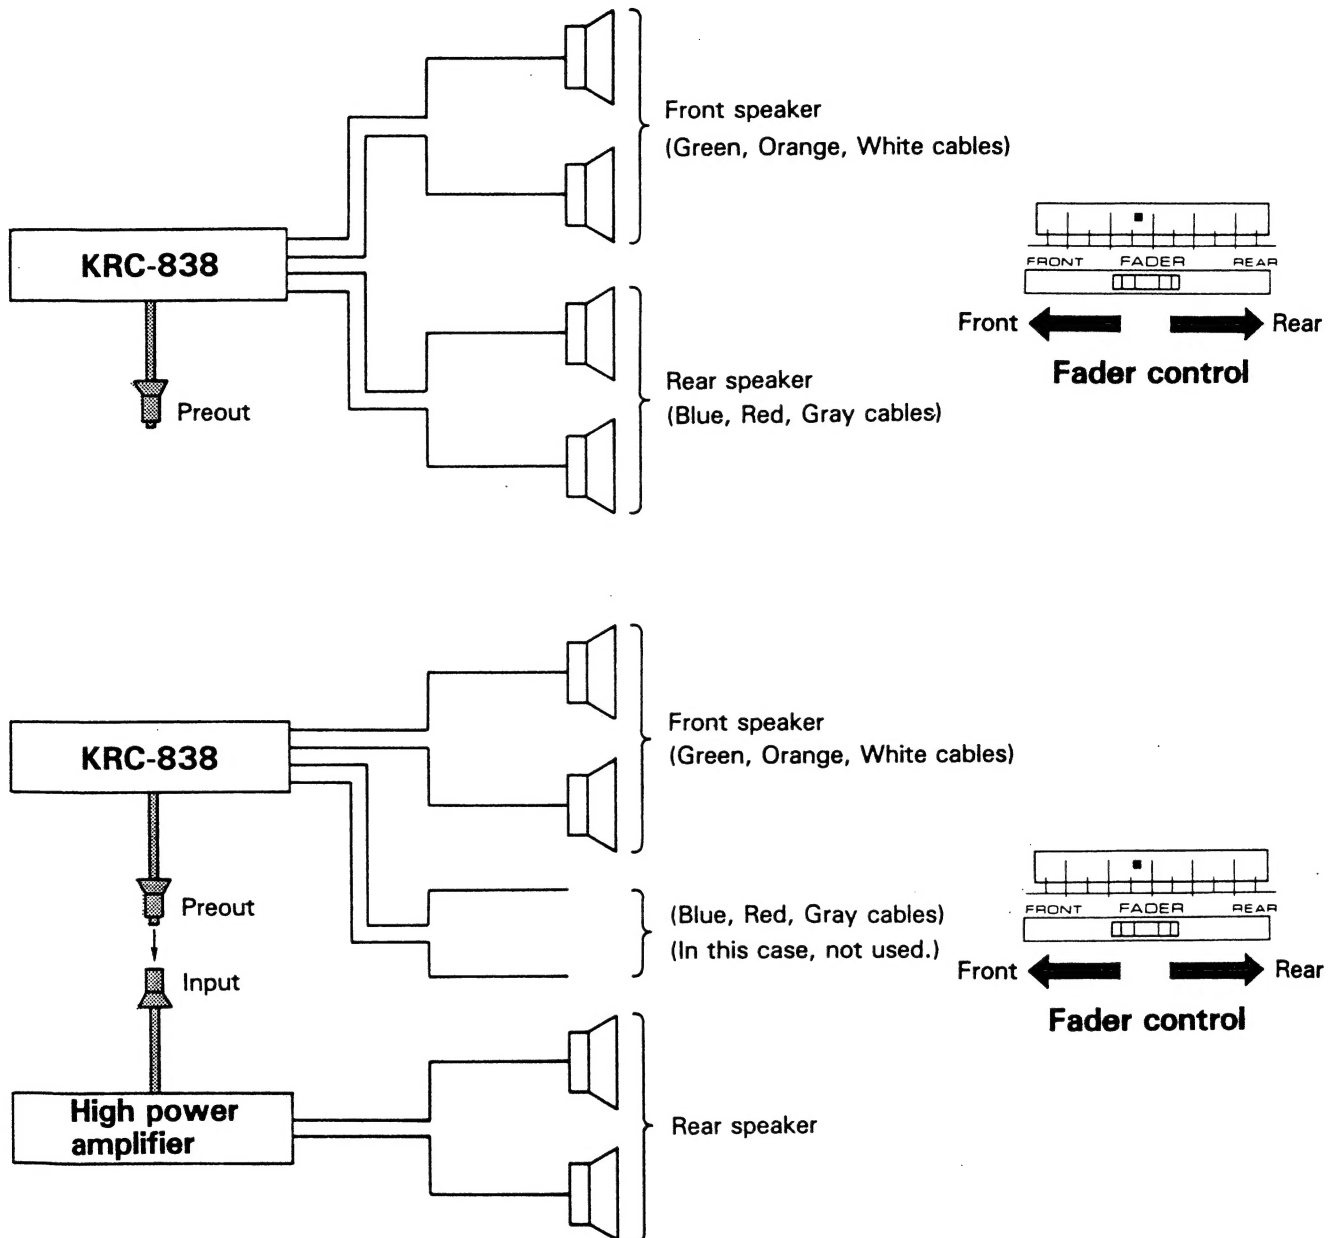 Front speaker
(Green, Orange, White cables)
KRC-838
FRONT FADER REAR
Front Rear
Fader control
Preout
Rear speaker
(Blue, Red, Gray cables)
Front speaker
(Green, Orange, White cables)
KRC-838
Preout
(Blue, Red, Gray cables)
(In this case, not used.)
FRONT FADER REAR
Front Rear
Fader control
Input
High power
amplifier
Rear speaker